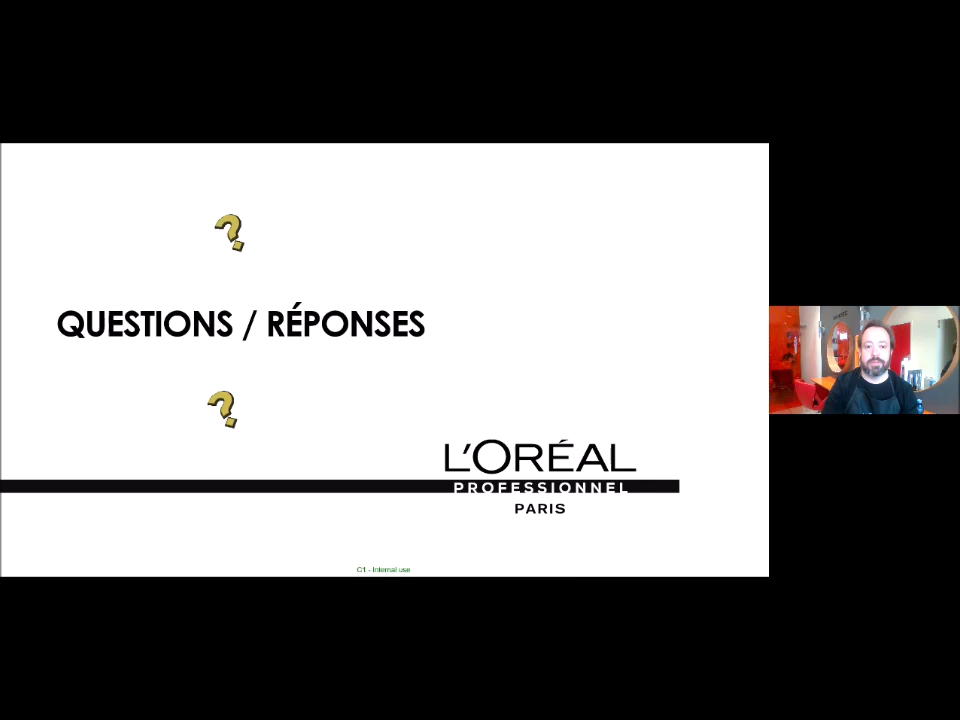 ?
QUESTIONS / RÉPONSES
?
L'ORÉAL
PROFESSIONNEL
PARIS
C1 - Internal use